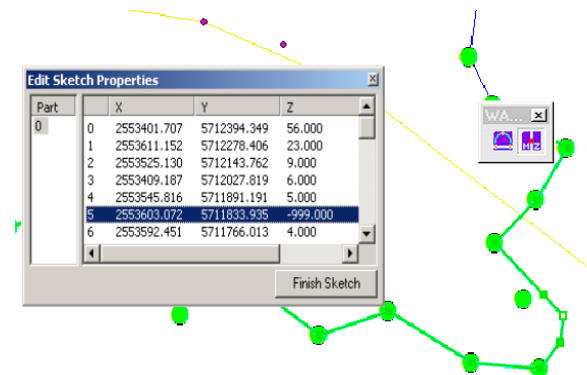 Edit Sketch Properties
Part X Y Z
0 0 2553401.707 5712394.349 56.000
1 2553611.152 5712278.406 23.000
2 2553525.130 5712143.762 9.000
3 2553409.187 5712027.819 6.000
4 2553545.816 5711891.191 5.000
5 2553603.072 5711833.935 -999.000
6 2553592.451 5711766.013 4.000
Finish Sketch
WA...